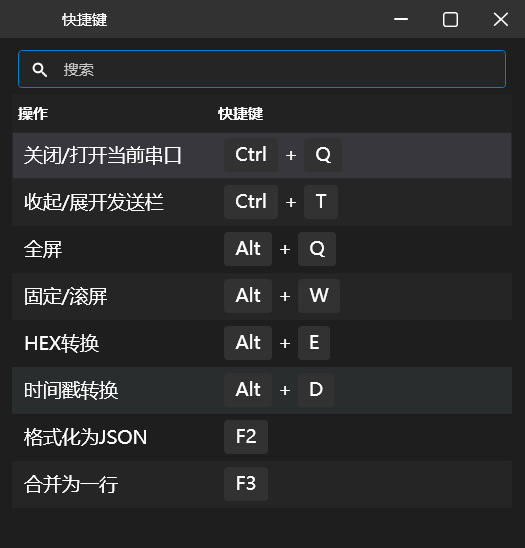 快捷键
搜索
操作 快捷键
关闭/打开当前串口 Ctrl + Q
收起/展开发送栏 Ctrl + T
全屏 Alt + Q
固定/滚屏 Alt + W
HEX转换 Alt + E
时间戳转换 Alt + D
格式化为JSON F2
合并为一行 F3